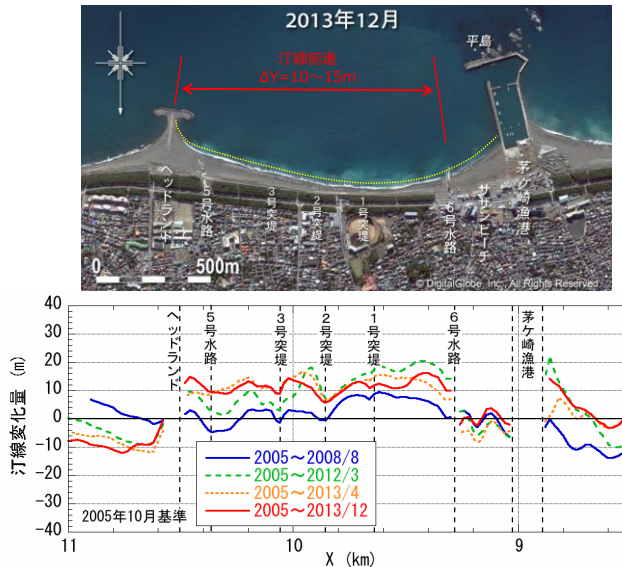 2013年12月
平島
汀線前進
ΔY=10～15m
ヘッドランド
5号水路
3号突堤
2号突堤
1号突堤
6号水路
サザンビーチ
茅ケ崎漁港
0 500m
© DigitalGlobe, Inc., All Rights Reserved
40
30
20
10
0
-10
-20
-30
-40
汀線変化量 (m)
ヘッドランド
5号水路
3号突堤
2号突堤
1号突堤
6号水路
茅ケ崎漁港
2005～2008/8
2005～2012/3
2005～2013/4
2005～2013/12
2005年10月基準
11 10 9
X (km)